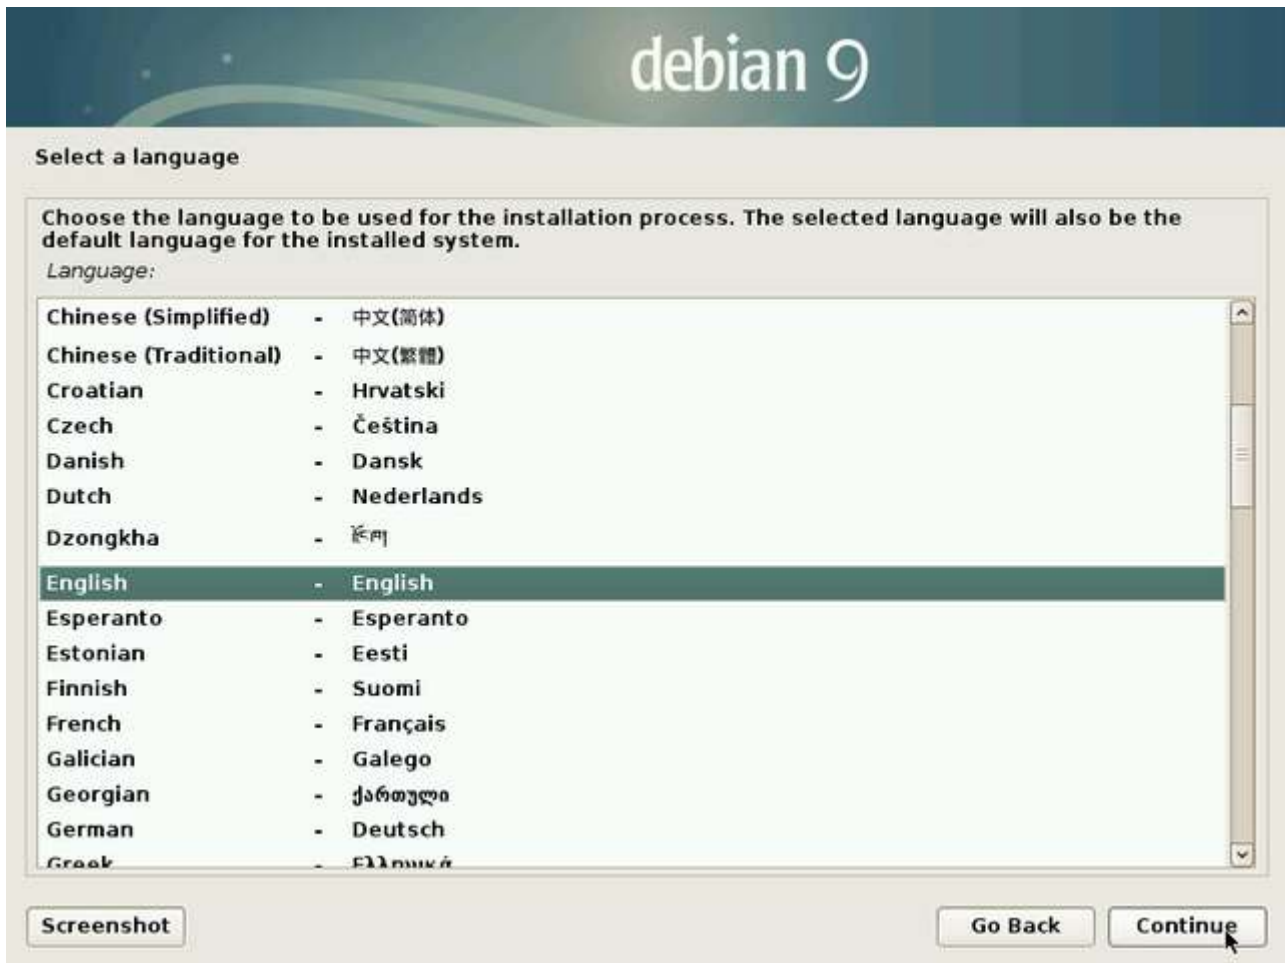 debian 9
Select a language
Choose the language to be used for the installation process. The selected language will also be the
default language for the installed system.
Language:
Chinese (Simplified) - 中文(简体)
Chinese (Traditional) - 中文(繁體)
Croatian - Hrvatski
Czech - Čeština
Danish - Dansk
Dutch - Nederlands
Dzongkha - རྫོང་ཁ།
English - English
Esperanto - Esperanto
Estonian - Eesti
Finnish - Suomi
French - Français
Galician - Galego
Georgian - ქართული
German - Deutsch
Greek - Ελληνικά
Screenshot Go Back Continue